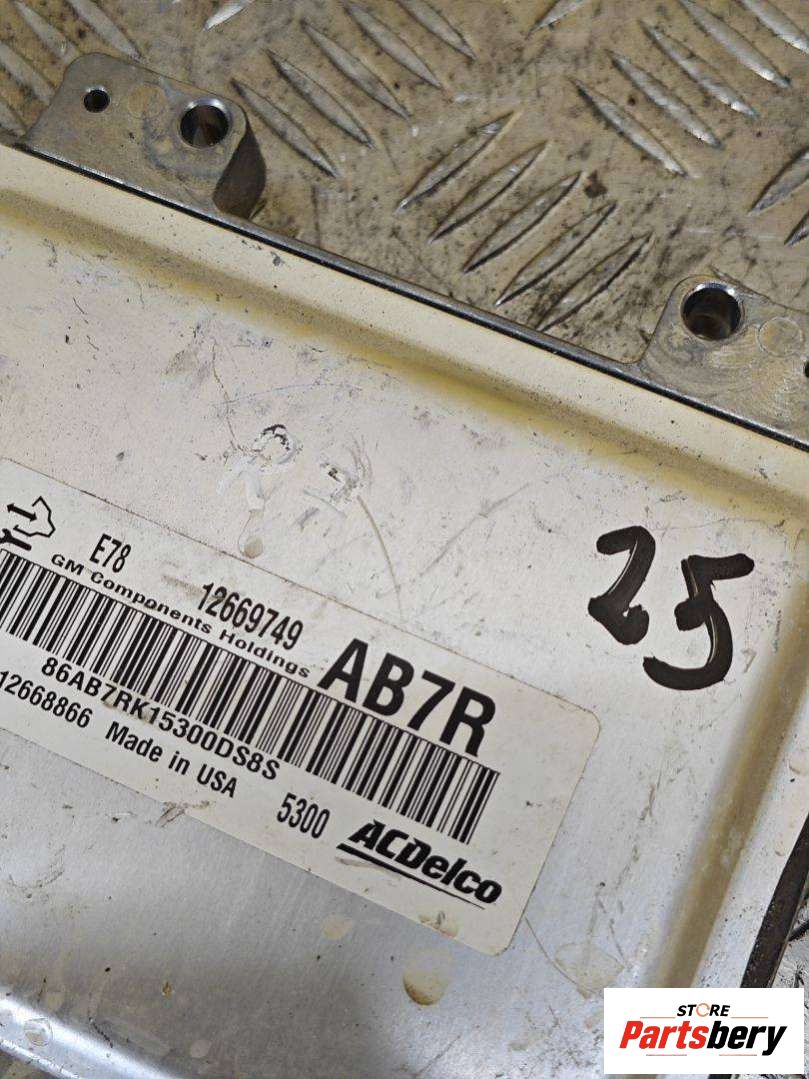 25
E78 12669749
GM Components Holdings
AB7R
86AB7RK15300DS8S
12668866 Made in USA 5300
ACDelco
STORE
Partsbery